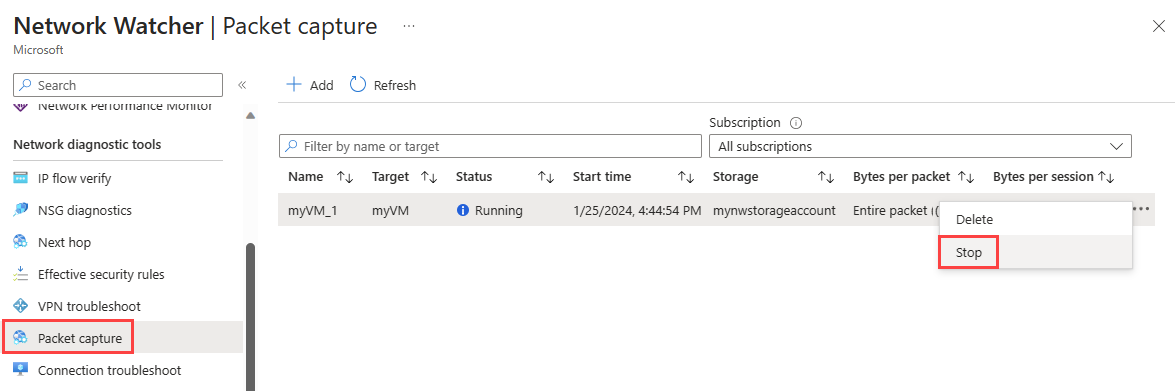 Network Watcher | Packet capture ...
Microsoft
Search
Network Performance Monitor
Network diagnostic tools
IP flow verify
NSG diagnostics
Next hop
Effective security rules
VPN troubleshoot
Packet capture
Connection troubleshoot
Add Refresh
Subscription
Filter by name or target All subscriptions
Name Target Status Start time Storage Bytes per packet Bytes per session
myVM_1 myVM Running 1/25/2024, 4:44:54 PM mynwstorageaccount Entire packet ((
Delete
Stop